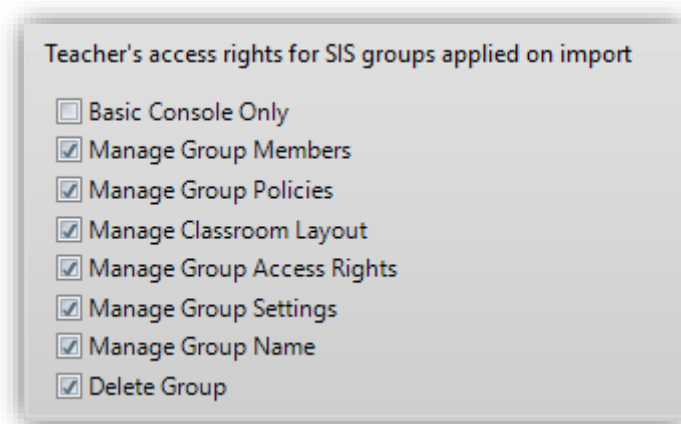 Teacher's access rights for SIS groups applied on import
Basic Console Only
Manage Group Members
Manage Group Policies
Manage Classroom Layout
Manage Group Access Rights
Manage Group Settings
Manage Group Name
Delete Group